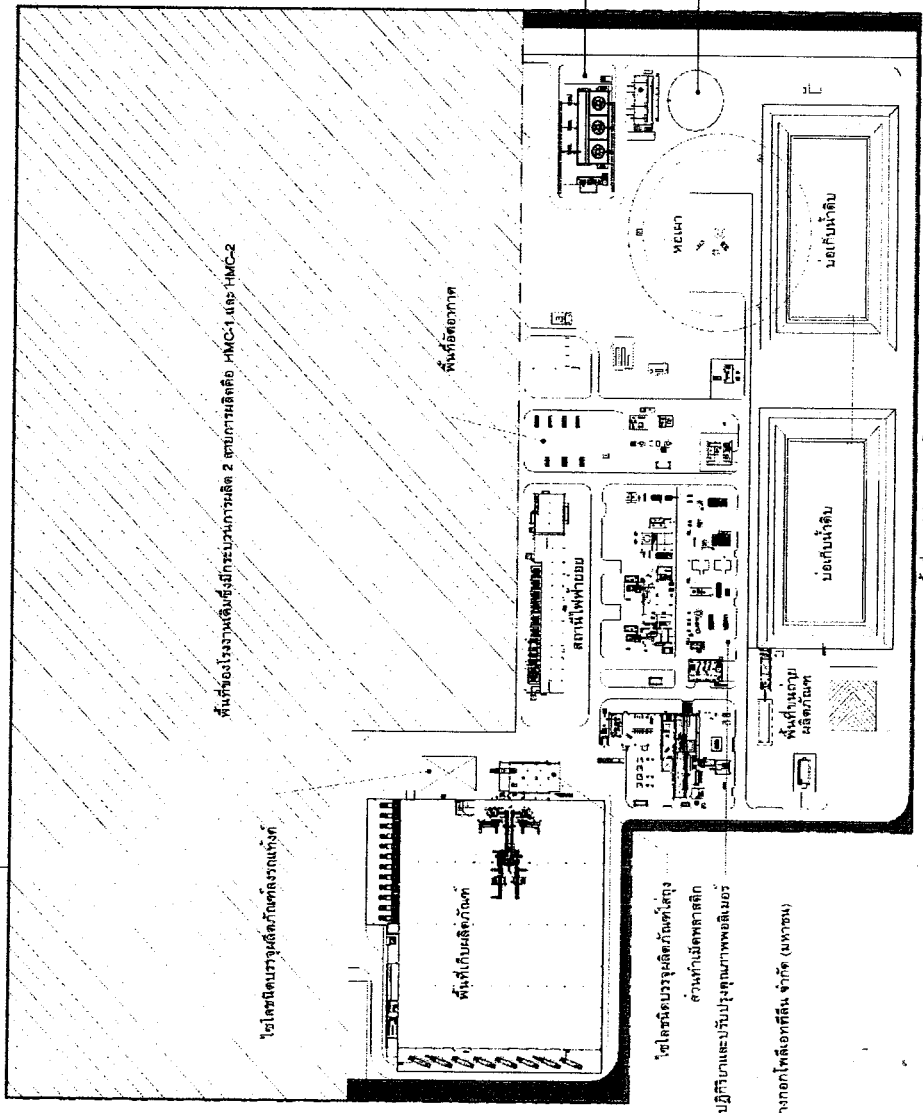 พื้นที่ของโรงงานเดิมซึ่งมีกระบวนการผลิต 2 สายการผลิตคือ HMC-1 และ HMC-2
พื้นที่อัดอากาศ
ไซโลชนิดบรรจุผลิตภัณฑ์ลงรถแท้งก์
พื้นที่เก็บผลิตภัณฑ์
สถานีไฟฟ้าย่อย
หอเผา
บ่อเก็บน้ำดิบ
บ่อเก็บน้ำดิบ
พื้นที่ขนถ่าย
ผลิตภัณฑ์
ไซโลชนิดบรรจุผลิตภัณฑ์ใส่ถุง
ส่วนทำเม็ดพลาสติก
ปฏิกิริยาและปรับปรุงคุณภาพพอลิเมอร์
างกอกโพลีเอททีลีน จำกัด (มหาชน)